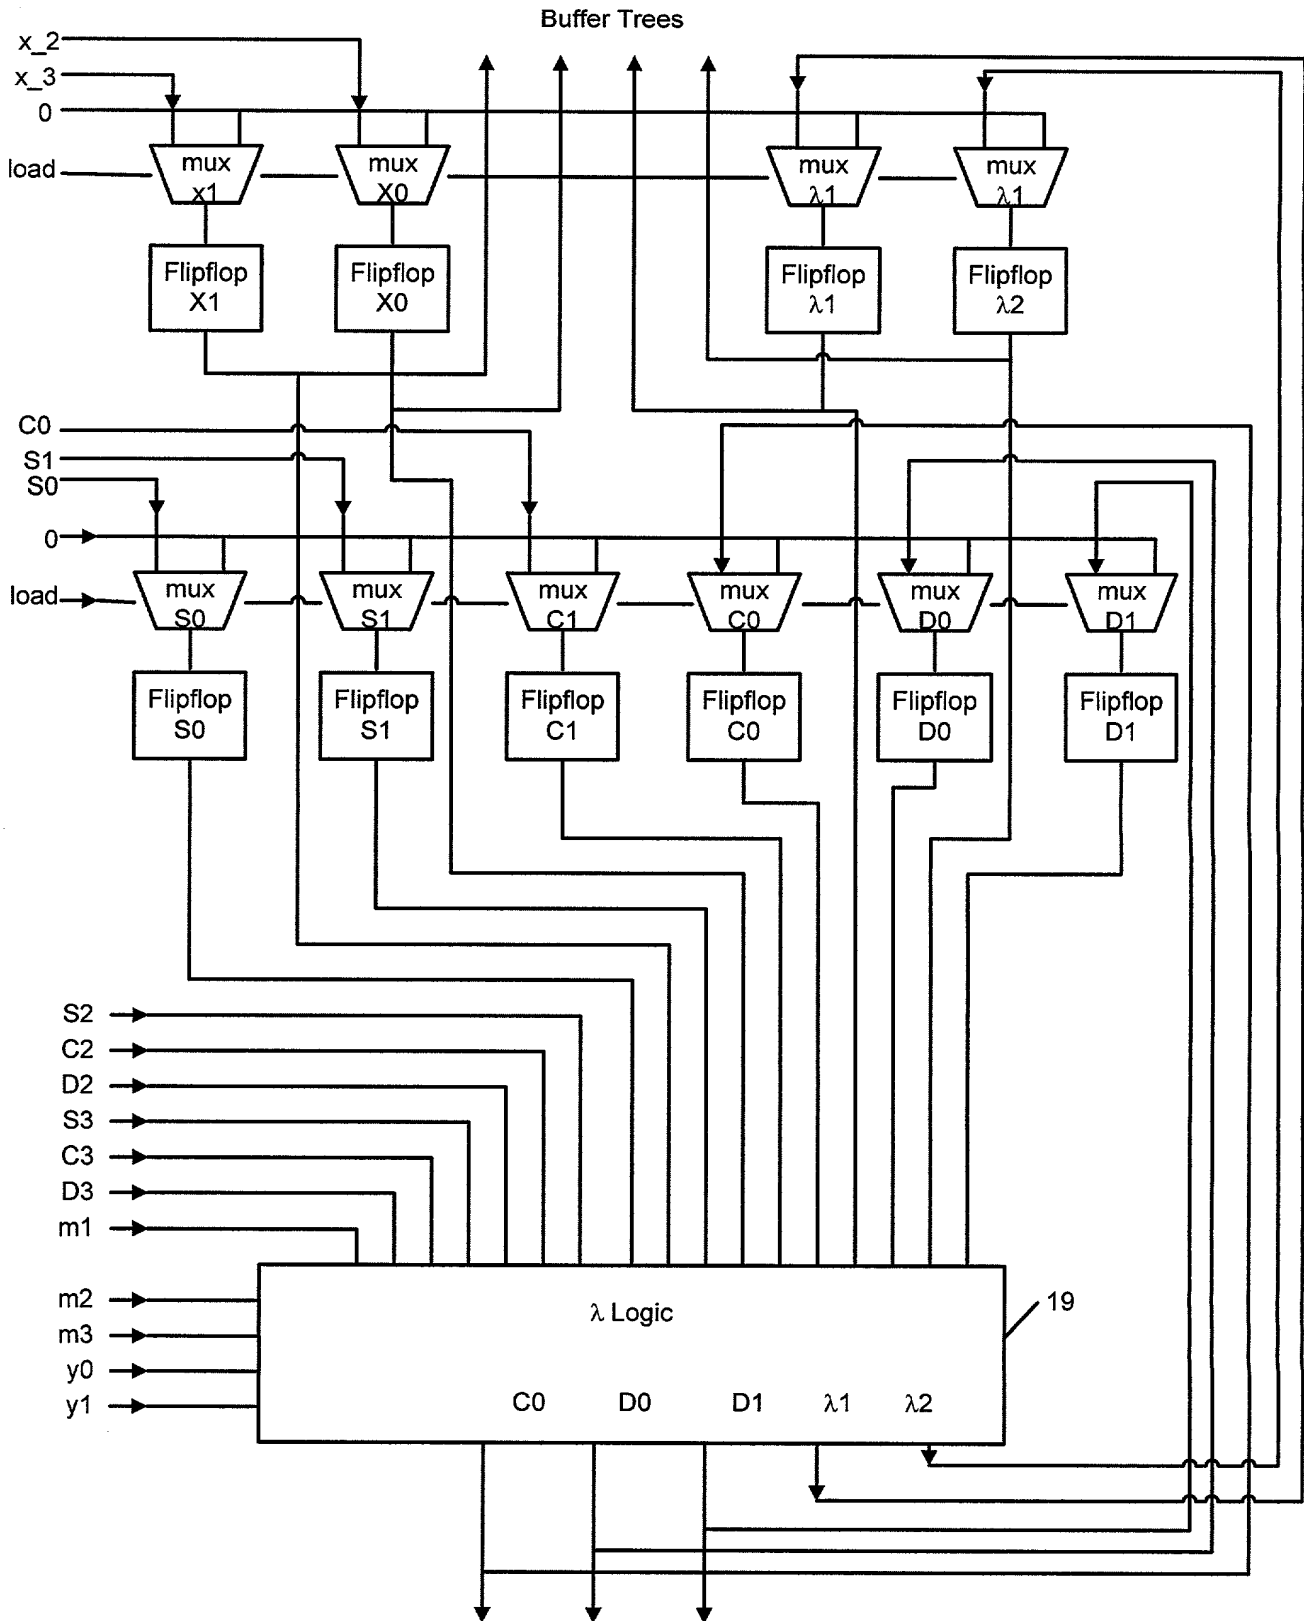 Buffer Trees
x_2
x_3
0
load
mux
x1
mux
X0
mux
λ1
mux
λ1
Flipflop
X1
Flipflop
X0
Flipflop
λ1
Flipflop
λ2
C0
S1
S0
0
load
mux
S0
mux
S1
mux
C1
mux
C0
mux
D0
mux
D1
Flipflop
S0
Flipflop
S1
Flipflop
C1
Flipflop
C0
Flipflop
D0
Flipflop
D1
S2
C2
D2
S3
C3
D3
m1
m2
m3
y0
y1
λ Logic
19
C0 D0 D1 λ1 λ2